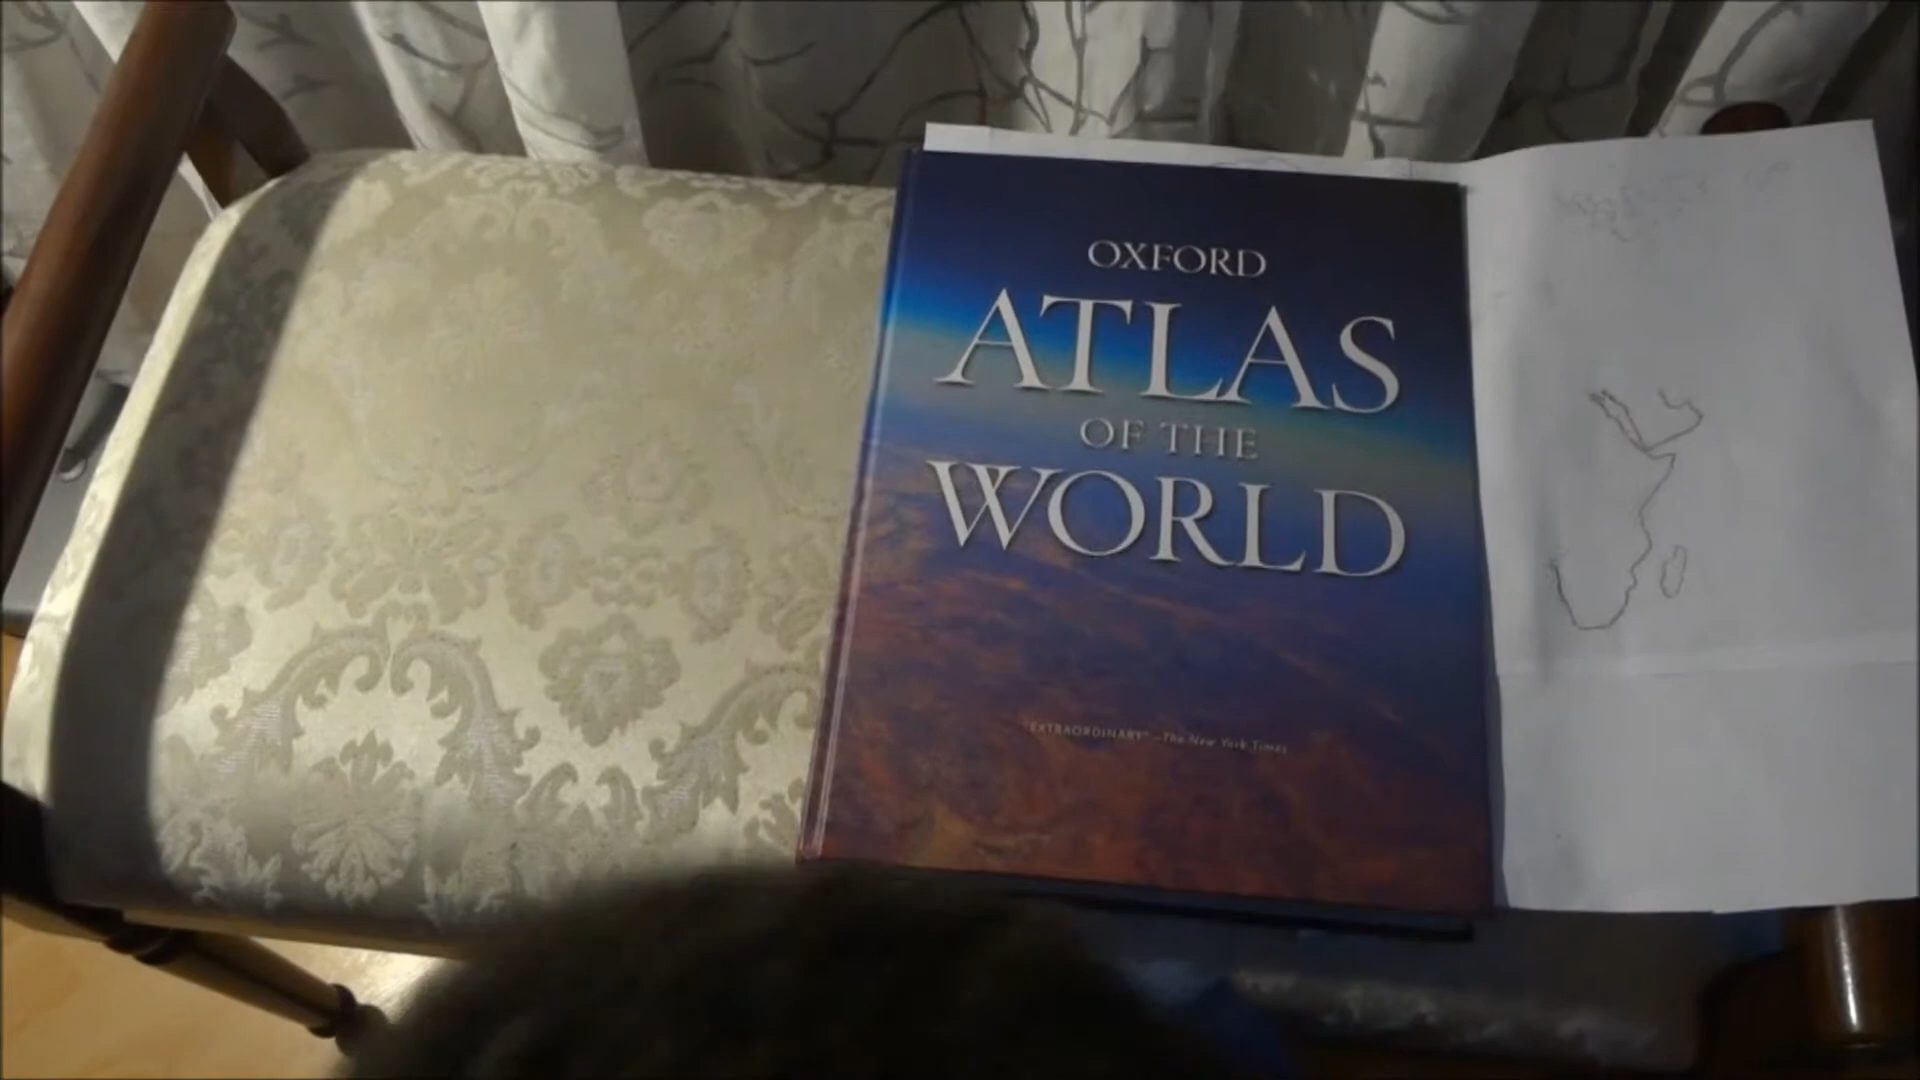 OXFORD
ATLAS
OF THE
WORLD
"EXTRAORDINARY" –The New York Times